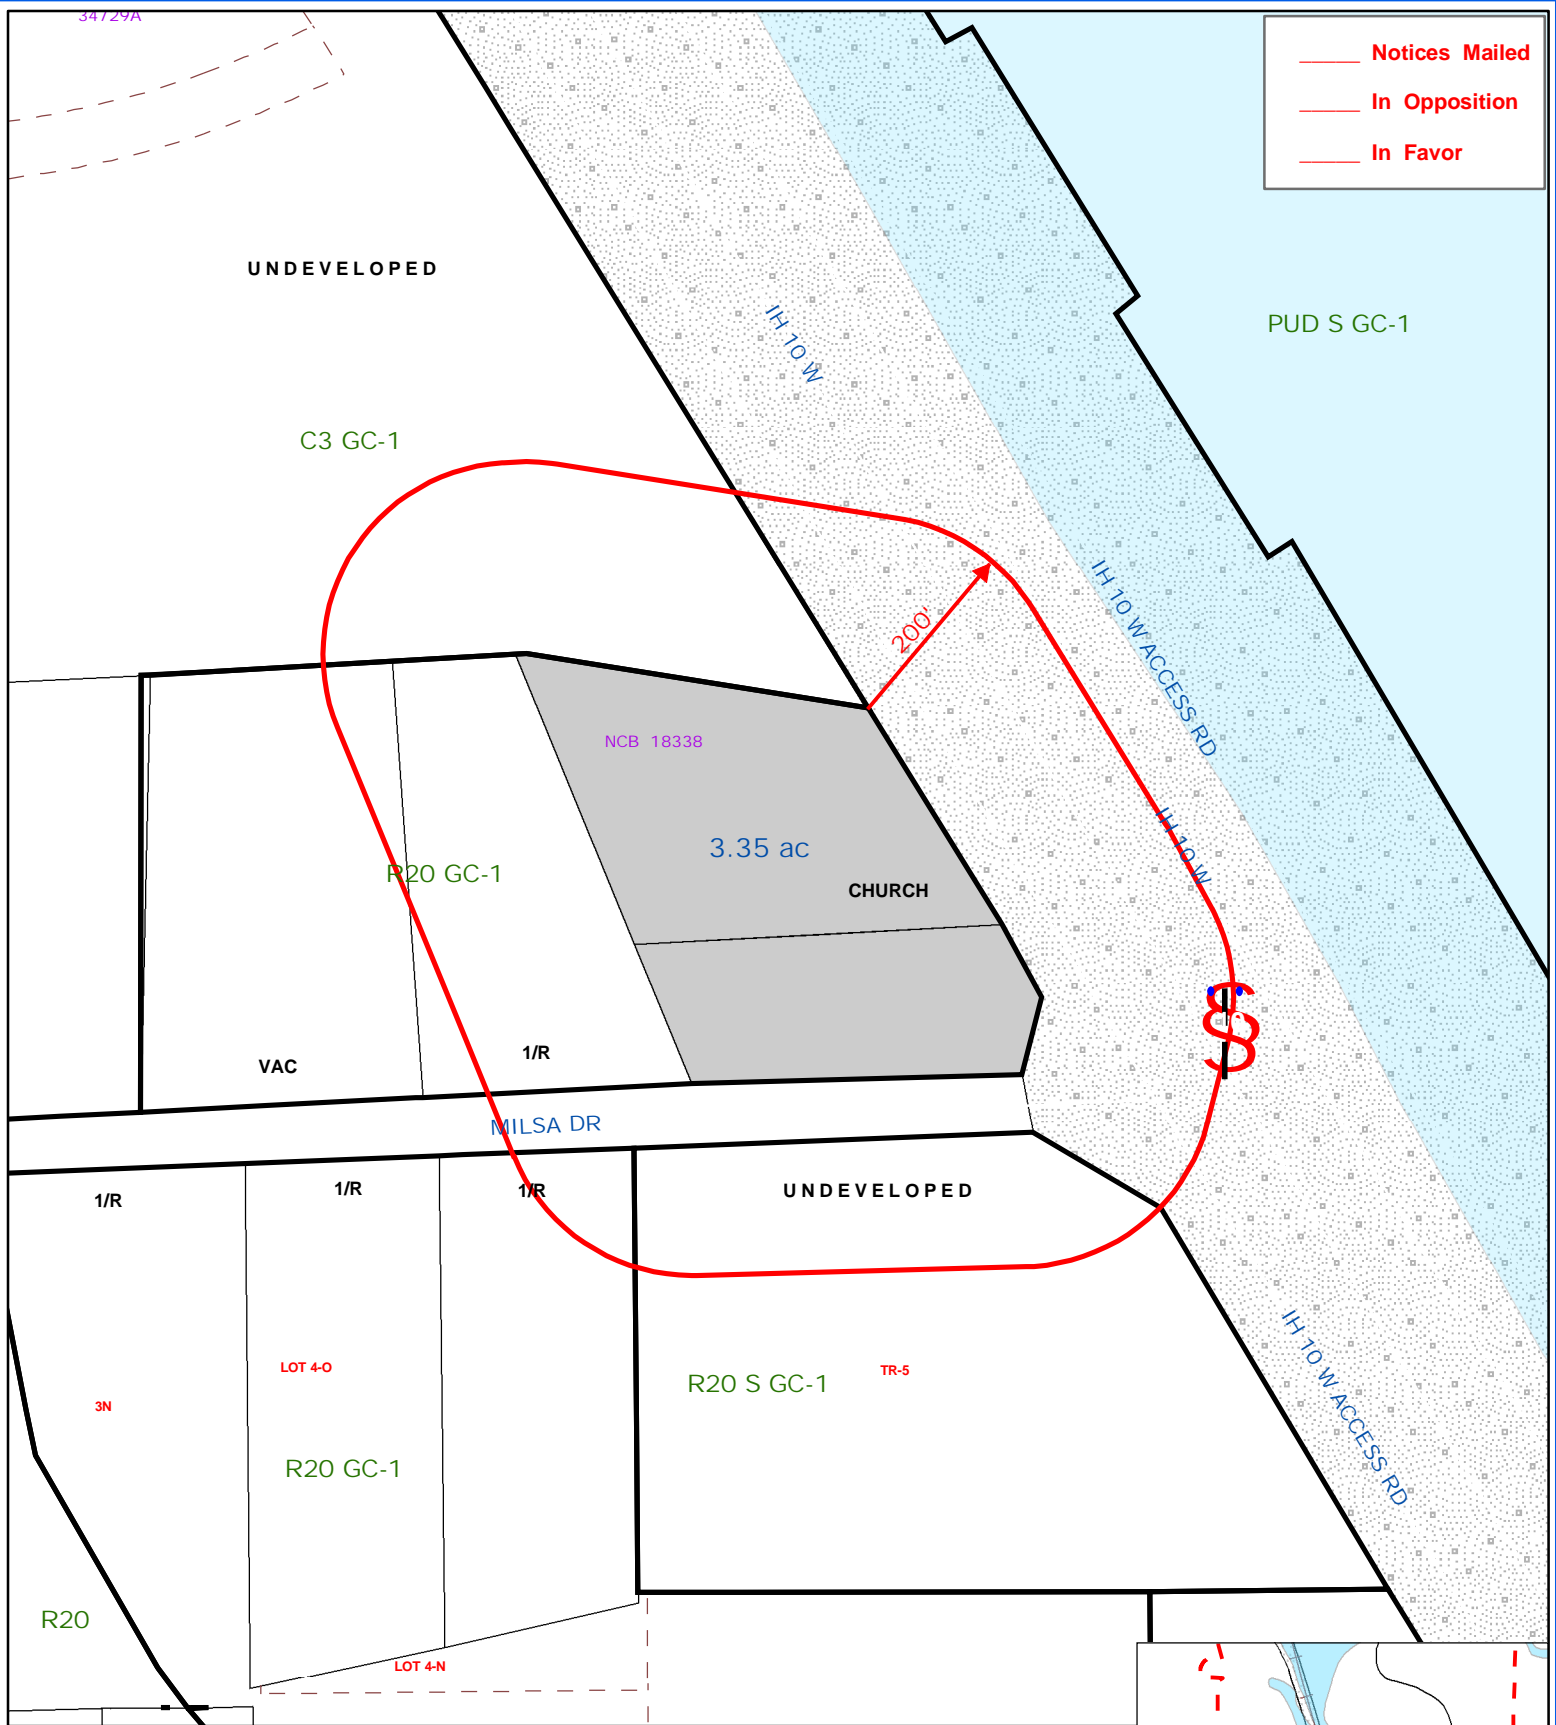 34729A
_____ Notices Mailed
_____ In Opposition
_____ In Favor
UNDEVELOPED
IH 10 W
PUD S GC-1
C3 GC-1
200'
IH 10 W ACCESS RD
NCB 18338
3.35 ac
IH 10 W
R20 GC-1
CHURCH
VAC
1/R
MILSA DR
1/R
1/R
1/R
UNDEVELOPED
LOT 4-O
3N
R20 S GC-1
TR-5
IH 10 W ACCESS RD
R20 GC-1
R20
LOT 4-N